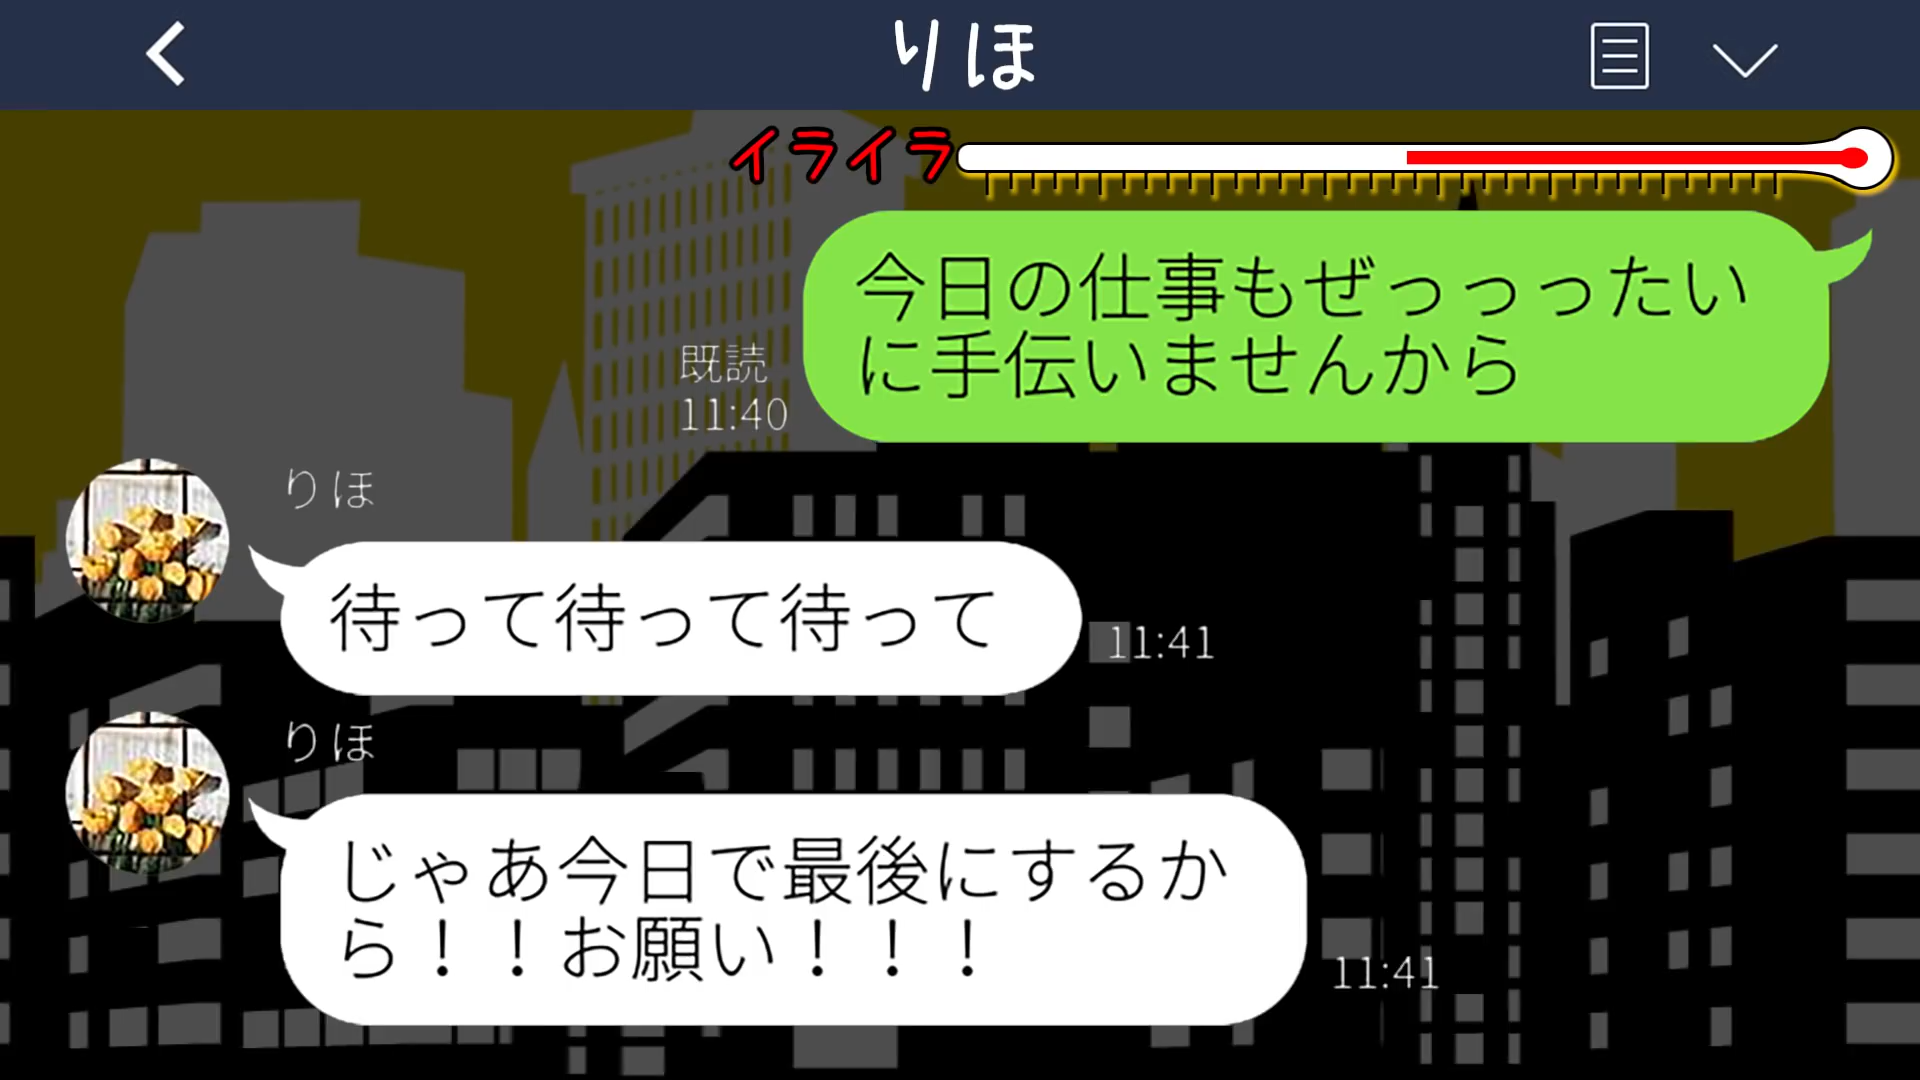 りほ
イライラ
今日の仕事もぜっっったい
に手伝いませんから
既読
11:40
りほ
待って待って待って
11:41
りほ
じゃあ今日で最後にするか
ら！！お願い！！！
11:41